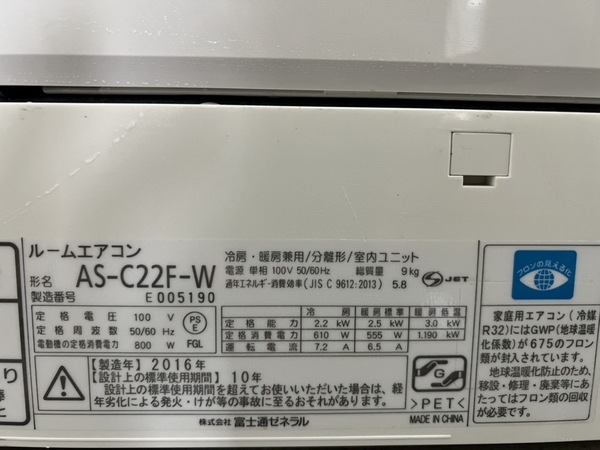 ルームエアコン
形名 AS-C22F-W
製造番号 E 005190
冷房・暖房兼用/分離形/室内ユニット
電源 単相 100V 50/60Hz 総質量 9kg
通年エネルギー消費効率(JIS C 9612:2013) 5.8
S JET
定格電圧 100 V
定格周波数 50/60 Hz
電動機の定格消費電力 800 W
PS
E
FGL
冷房 暖房標準 暖房低温
定格能力 2.2 kW 2.5 kW 3.0 kW
定格消費電力 610 W 555 W 1.190 kW
運転電流 7.2 A 6.5 A
【製造年】2016年
【設計上の標準使用期間】10年
設計上の標準使用期間を超えてお使いいただいた場合は、経
年劣化による発火・けが等の事故に至るおそれがあります。
G
>PET<
MADE IN CHINA
株式会社 富士通ゼネラル
フロンの見える化
家庭用エアコン(冷媒
R32)にはGWP(地球温暖
化係数)が675のフロン
類が封入されています。
地球温暖化防止のため、
移設・修理・廃棄等にあ
たってはフロン類の回収
が必要です。
り